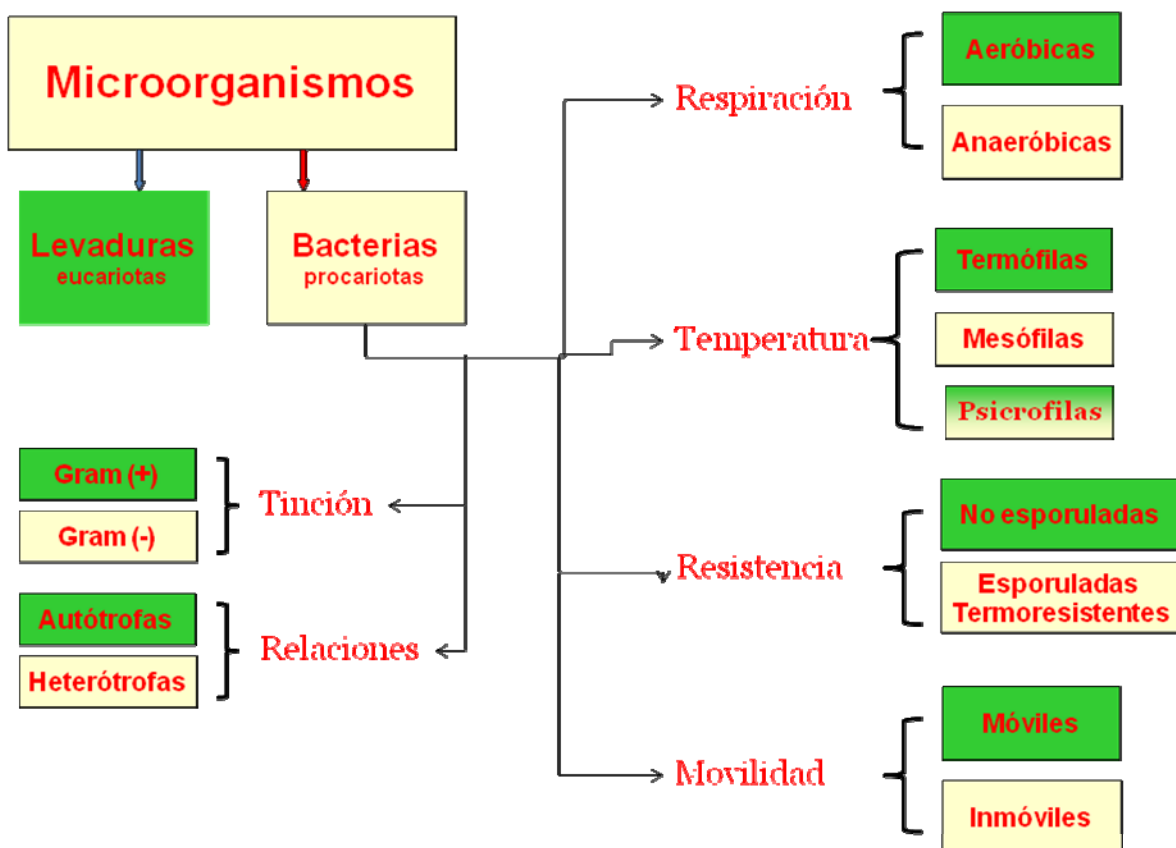 Microorganismos
Levaduras
eucariotas
Bacterias
procariotas
Respiración
Aeróbicas
Anaeróbicas
Temperatura
Termófilas
Mesófilas
Psicrofilas
Tinción
Gram (+)
Gram (-)
Relaciones
Autótrofas
Heterótrofas
Resistencia
No esporuladas
Esporuladas
Termoresistentes
Movilidad
Móviles
Inmóviles